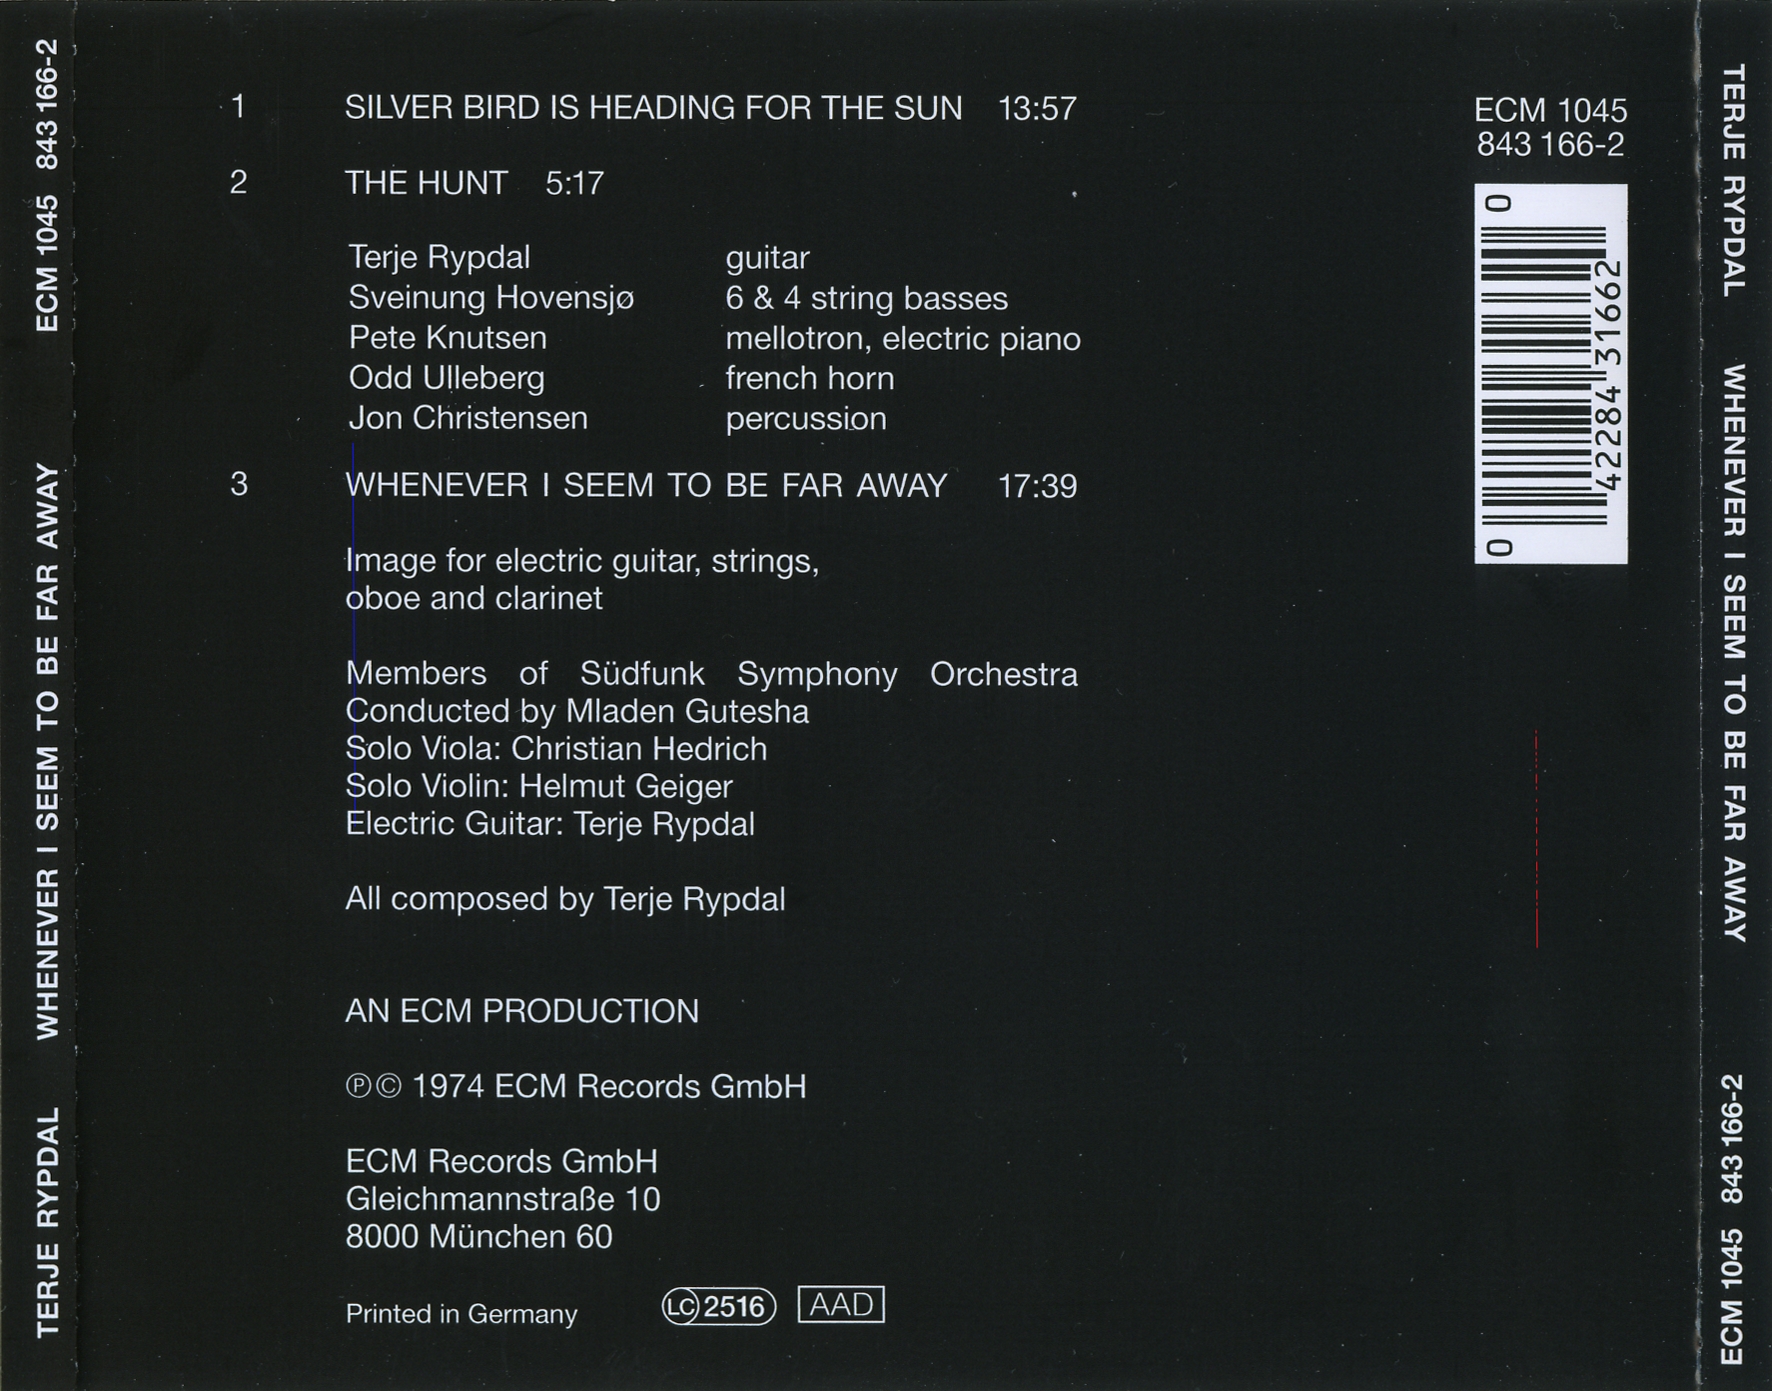 TERJE RYPDAL WHENEVER I SEEM TO BE FAR AWAY ECM 1045 843 166-2
1 SILVER BIRD IS HEADING FOR THE SUN 13:57
2 THE HUNT 5:17
Terje Rypdal guitar
Sveinung Hovensjø 6 & 4 string basses
Pete Knutsen mellotron, electric piano
Odd Ulleberg french horn
Jon Christensen percussion
3 WHENEVER I SEEM TO BE FAR AWAY 17:39
Image for electric guitar, strings,
oboe and clarinet
Members of Südfunk Symphony Orchestra
Conducted by Mladen Gutesha
Solo Viola: Christian Hedrich
Solo Violin: Helmut Geiger
Electric Guitar: Terje Rypdal
All composed by Terje Rypdal
AN ECM PRODUCTION
℗© 1974 ECM Records GmbH
ECM Records GmbH
Gleichmannstraße 10
8000 München 60
Printed in Germany LC 2516 AAD
ECM 1045
843 166-2
0 42284 31662 0
TERJE RYPDAL WHENEVER I SEEM TO BE FAR AWAY ECM 1045 843 166-2